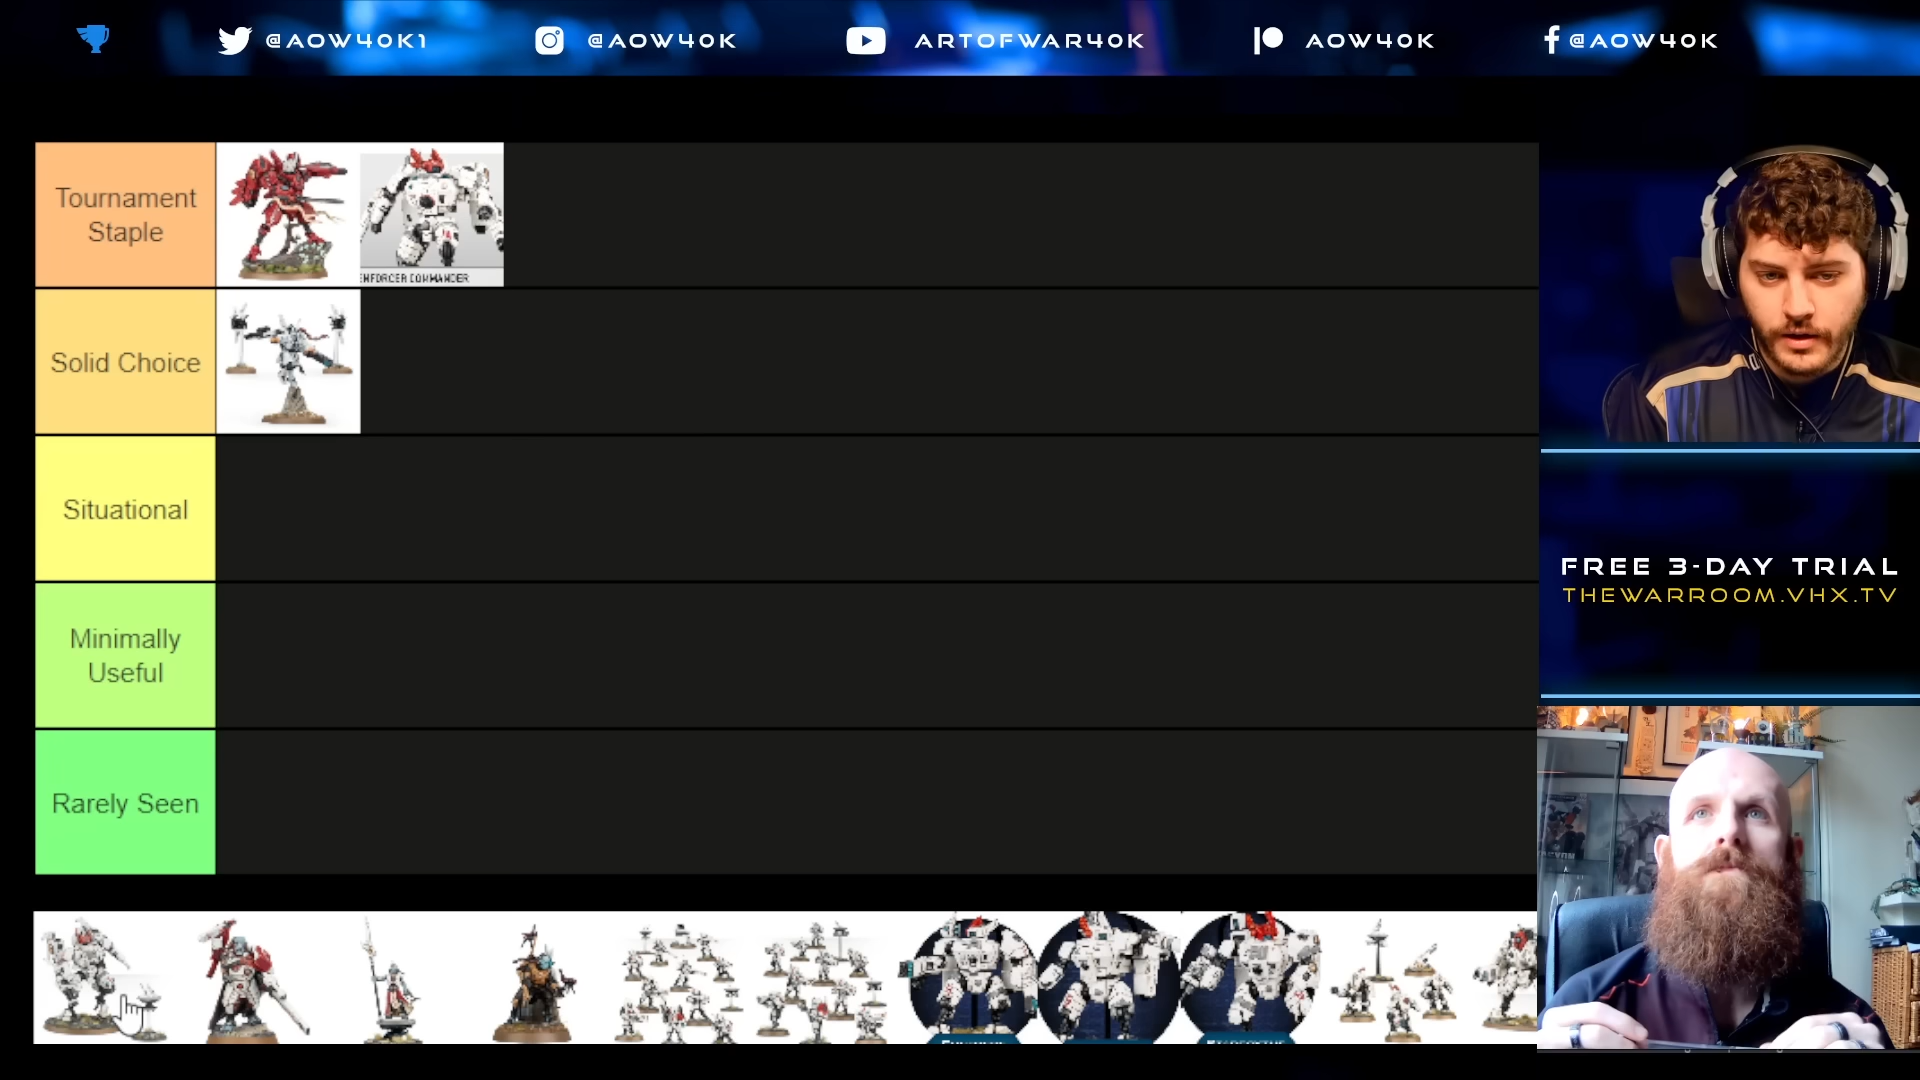 @AOW40K1
@AOW40K
ARTOFWAR40K
AOW40K
@AOW40K
Tournament
Staple
ENFORCER COMMANDER
Solid Choice
Situational
Minimally
Useful
Rarely Seen
FREE 3-DAY TRIAL
THEWARROOM.VHX.TV